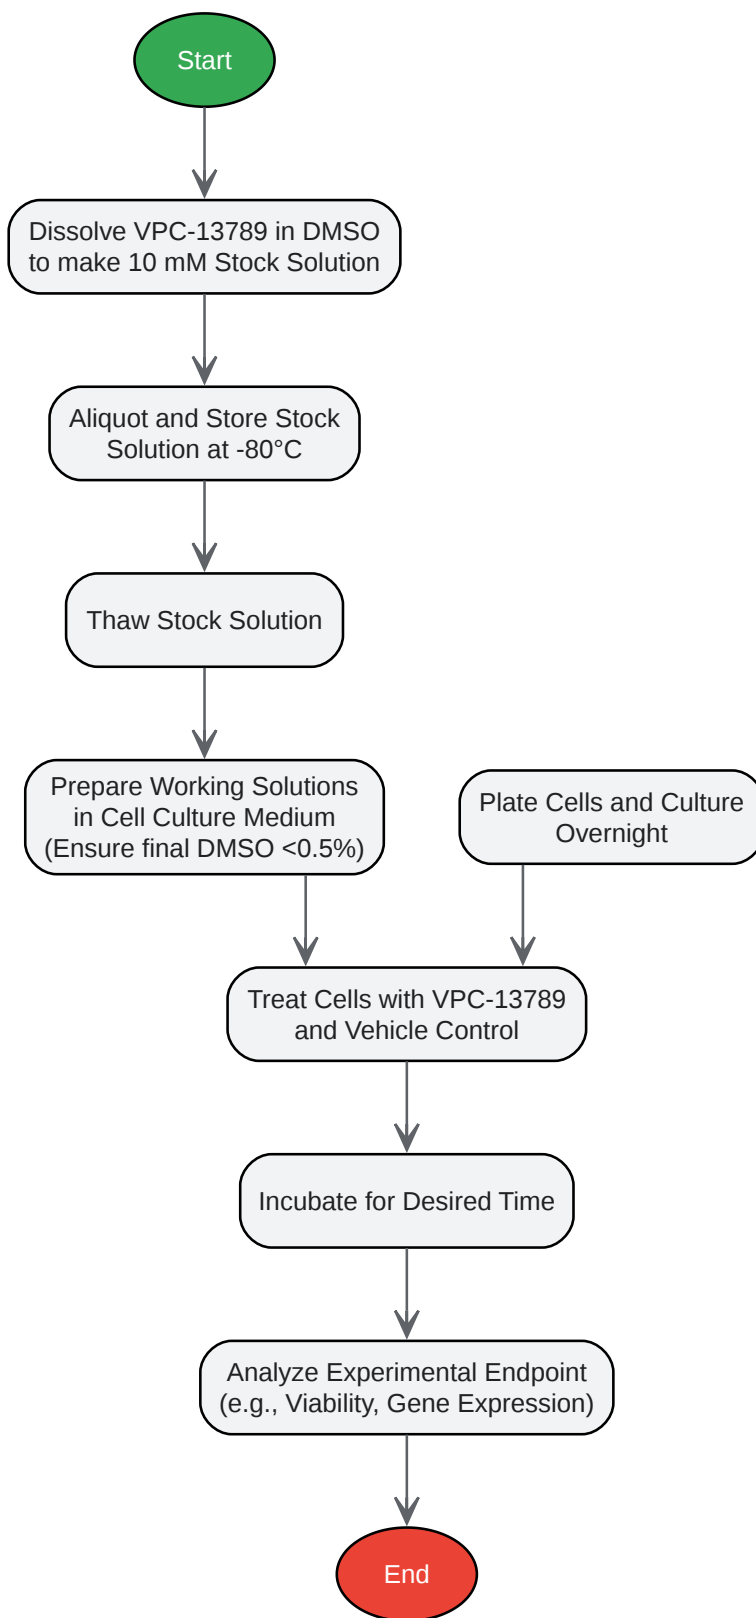 Start
Dissolve VPC-13789 in DMSO
to make 10 mM Stock Solution
Aliquot and Store Stock
Solution at -80°C
Thaw Stock Solution
Prepare Working Solutions
in Cell Culture Medium
(Ensure final DMSO <0.5%)
Plate Cells and Culture
Overnight
Treat Cells with VPC-13789
and Vehicle Control
Incubate for Desired Time
Analyze Experimental Endpoint
(e.g., Viability, Gene Expression)
End